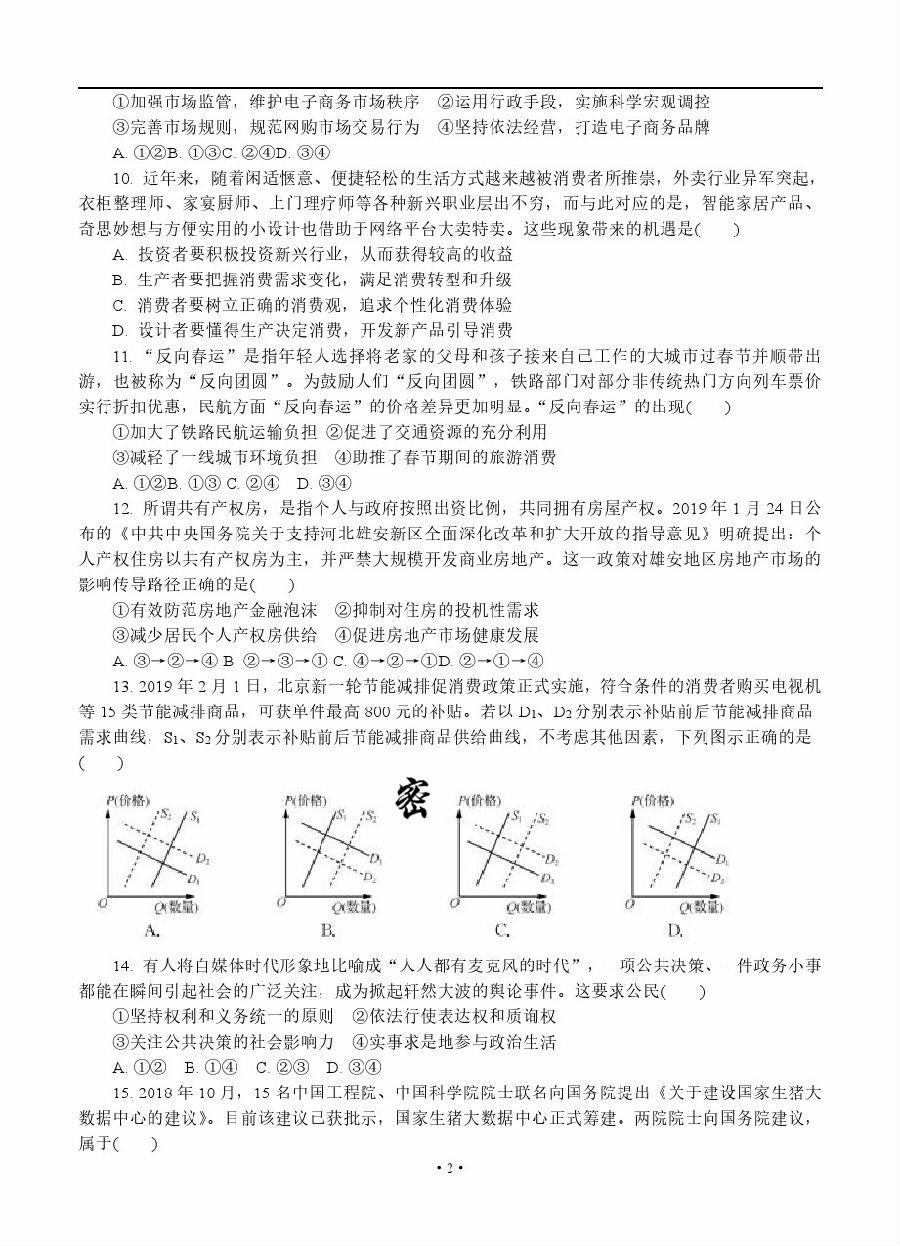 ①加强市场监管，维护电子商务市场秩序　②运用行政手段，实施科学宏观调控
③完善市场规则，规范网购市场交易行为　④坚持依法经营，打造电子商务品牌
A. ①②B. ①③C. ②④D. ③④
10. 近年来，随着闲适惬意、便捷轻松的生活方式越来越被消费者所推崇，外卖行业异军突起，
衣柜整理师、家宴厨师、上门理疗师等各种新兴职业层出不穷，而与此对应的是，智能家居产品、
奇思妙想与方便实用的小设计也借助于网络平台大卖特卖。这些现象带来的机遇是(　　)
A. 投资者要积极投资新兴行业，从而获得较高的收益
B. 生产者要把握消费需求变化，满足消费转型和升级
C. 消费者要树立正确的消费观，追求个性化消费体验
D. 设计者要懂得生产决定消费，开发新产品引导消费
11. “反向春运”是指年轻人选择将老家的父母和孩子接来自己工作的大城市过春节并顺带出
游，也被称为“反向团圆”。为鼓励人们“反向团圆”，铁路部门对部分非传统热门方向列车票价
实行折扣优惠，民航方面“反向春运”的价格差异更加明显。“反向春运”的出现(　　)
①加大了铁路民航运输负担 ②促进了交通资源的充分利用
③减轻了一线城市环境负担　④助推了春节期间的旅游消费
A. ①②B. ①③ C. ②④　D. ③④
12. 所谓共有产权房，是指个人与政府按照出资比例，共同拥有房屋产权。2019 年 1 月 24 日公
布的《中共中央国务院关于支持河北雄安新区全面深化改革和扩大开放的指导意见》明确提出：个
人产权住房以共有产权房为主，并严禁大规模开发商业房地产。这一政策对雄安地区房地产市场的
影响传导路径正确的是(　　)
①有效防范房地产金融泡沫　②抑制对住房的投机性需求
③减少居民个人产权房供给　④促进房地产市场健康发展
A. ③→②→④ B ②→③→① C. ④→②→①D. ②→①→④
13. 2019 年 2 月 1 日，北京新一轮节能减排促消费政策正式实施，符合条件的消费者购买电视机
等 15 类节能减排商品，可获单件最高 800 元的补贴。若以 D₁、D₂分别表示补贴前后节能减排商品
需求曲线，S₁、S₂分别表示补贴前后节能减排商品供给曲线，不考虑其他因素，下列图示正确的是
(　　)
密
P(价格) S₂ S₁ D₂ D₁ O Q(数量)
A.
P(价格) S₁ S₂ D₁ D₂ O Q(数量)
B.
P(价格) S₁ S₂ D₂ D₁ O Q(数量)
C.
P(价格) S₂ S₁ D₁ D₂ O Q(数量)
D.
14. 有人将自媒体时代形象地比喻成“人人都有麦克风的时代”， 项公共决策、 件政务小事
都能在瞬间引起社会的广泛关注，成为掀起轩然大波的舆论事件。这要求公民(　　)
①坚持权利和义务统一的原则　②依法行使表达权和质询权
③关注公共决策的社会影响力　④实事求是地参与政治生活
A. ①②　B. ①④　C. ②③　D. ③④
15. 2018 年 10 月，15 名中国工程院、中国科学院院士联名向国务院提出《关于建设国家生猪大
数据中心的建议》。目前该建议已获批示，国家生猪大数据中心正式筹建。两院院士向国务院建议，
属于(　　)
·2·